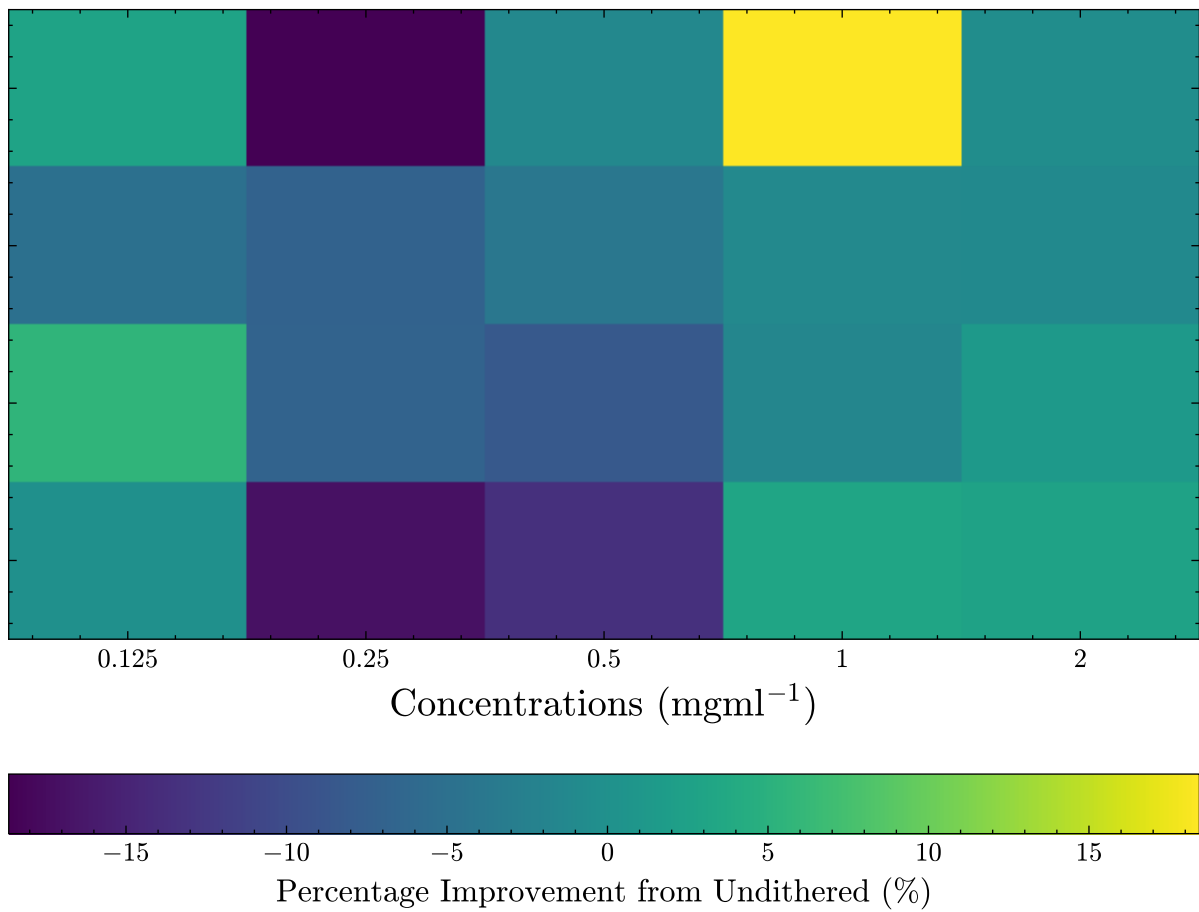 0.125 0.25 0.5 1 2
Concentrations (mgml⁻¹)
−15 −10 −5 0 5 10 15
Percentage Improvement from Undithered (%)